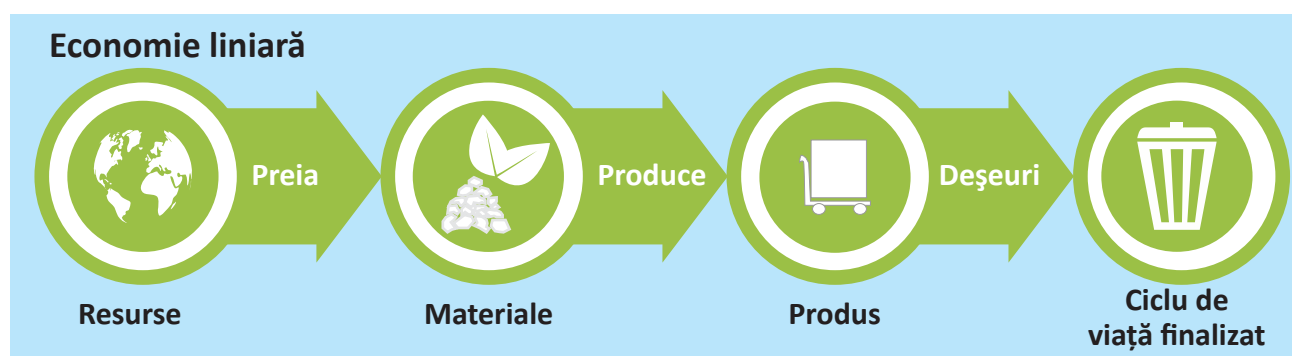 Economie liniară
Preia
Produce
Deşeuri
Resurse
Materiale
Produs
Ciclu de
viață finalizat